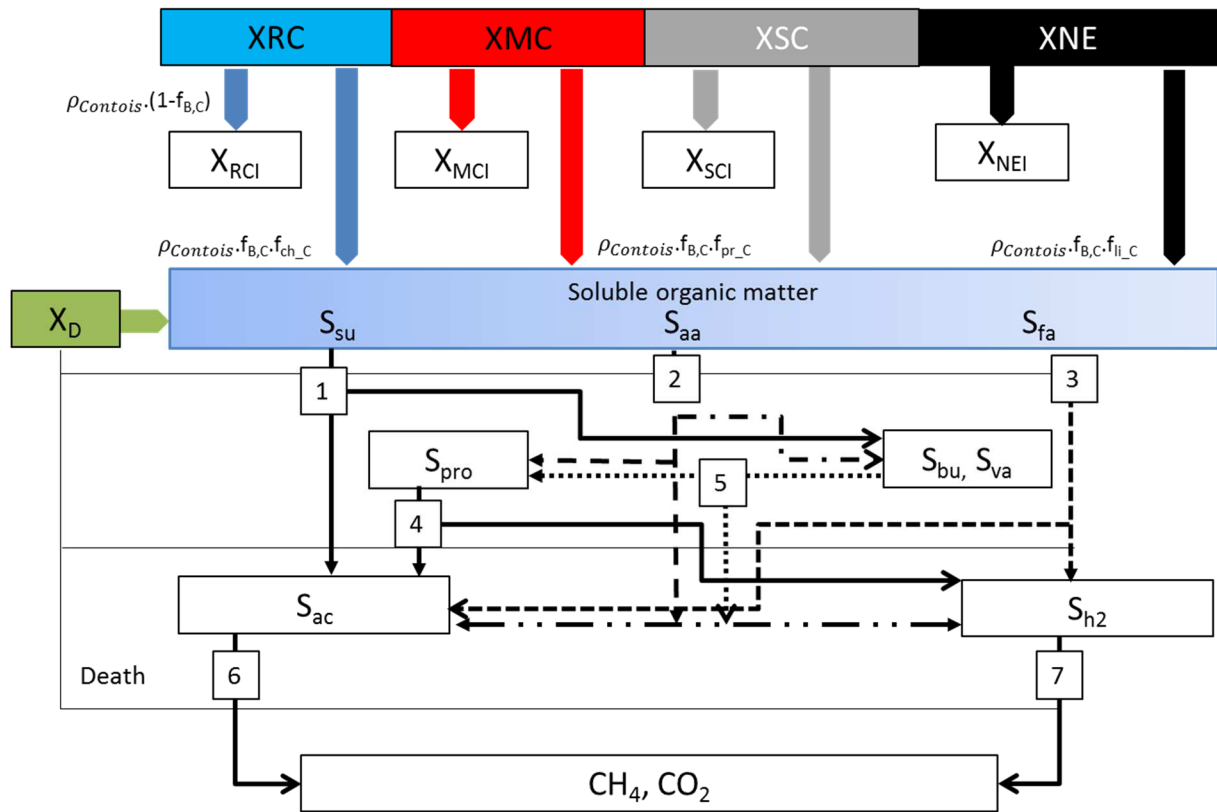 XRC XMC XSC XNE
ρContois.(1-fB,C)
XRCI XMCI XSCI XNEI
ρContois.fB,C.fch_C ρContois.fB,C.fpr_C ρContois.fB,C.fli_C
Soluble organic matter
XD Ssu Saa Sfa
1 2 3
Spro Sbu, Sva
5
4
Sac Sh2
Death 6 7
CH4, CO2